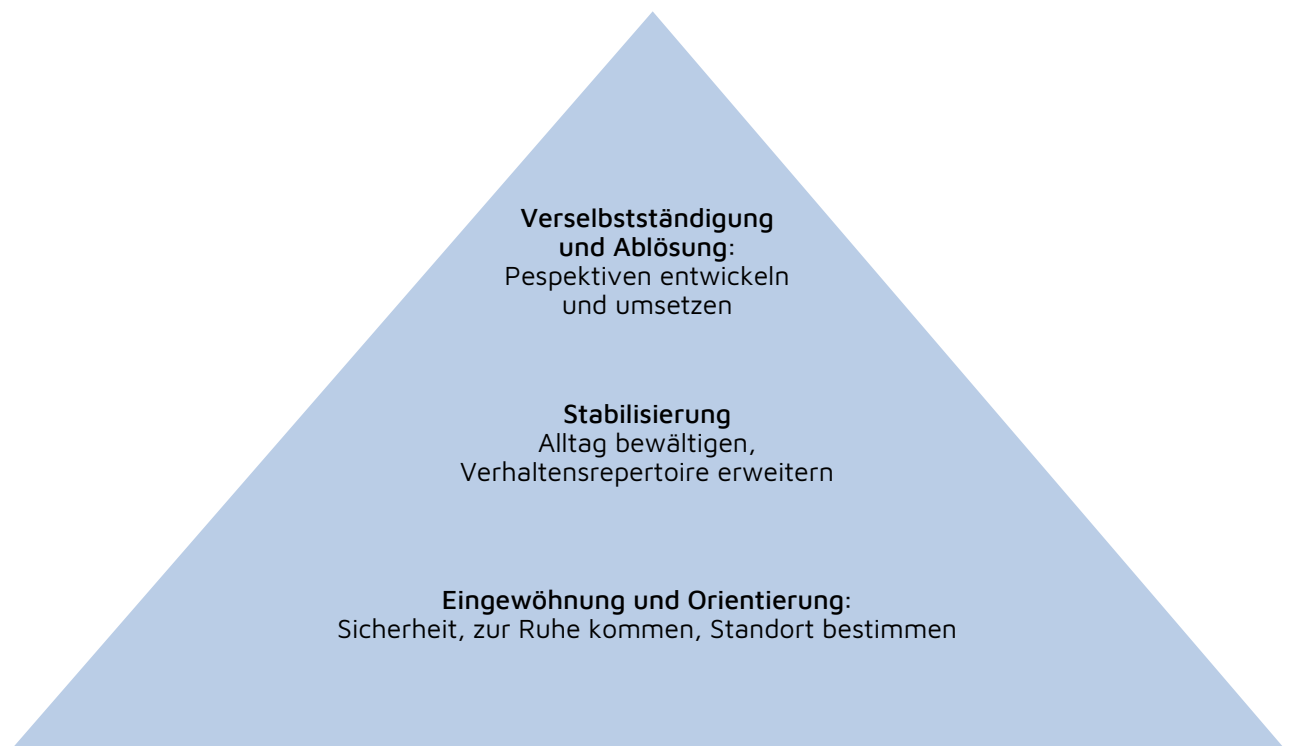 Verselbstständigung
und Ablösung:
Pespektiven entwickeln
und umsetzen
Stabilisierung
Alltag bewältigen,
Verhaltensrepertoire erweitern
Eingewöhnung und Orientierung:
Sicherheit, zur Ruhe kommen, Standort bestimmen